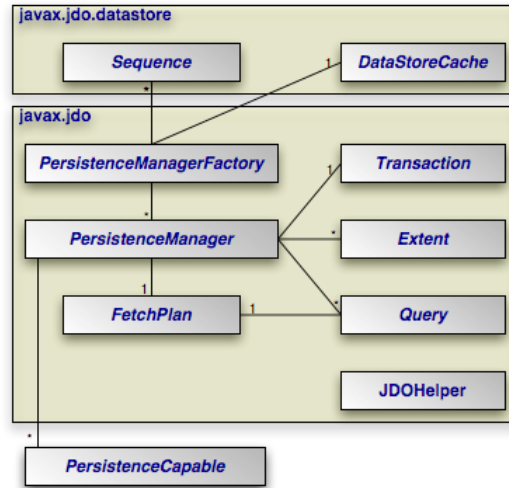 javax.jdo.datastore
Sequence
DataStoreCache
*
1
javax.jdo
PersistenceManagerFactory
Transaction
1
*
PersistenceManager
Extent
*
1
*
FetchPlan
1
Query
JDOHelper
*
PersistenceCapable